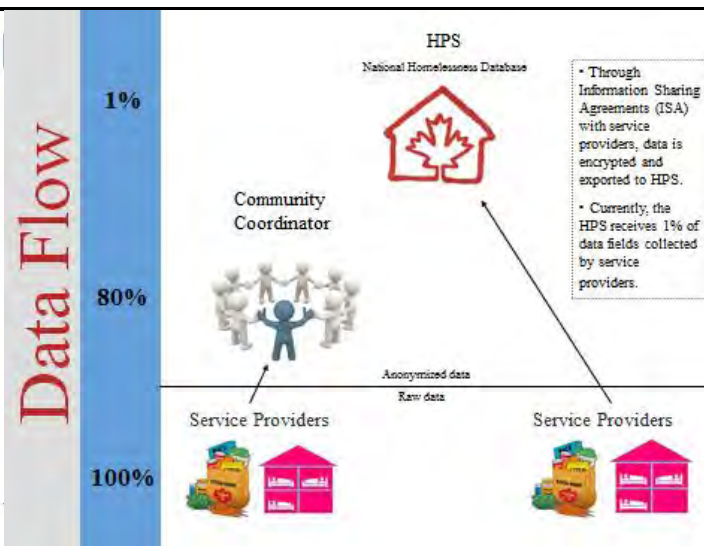 Data Flow
1%
80%
100%
HPS
National Homelessness Database
Community
Coordinator
Anonymized data
Raw data
Service Providers
Service Providers
• Through
Information Sharing
Agreements (ISA)
with service
providers, data is
encrypted and
exported to HPS.
• Currently, the
HPS receives 1% of
data fields collected
by service
providers.